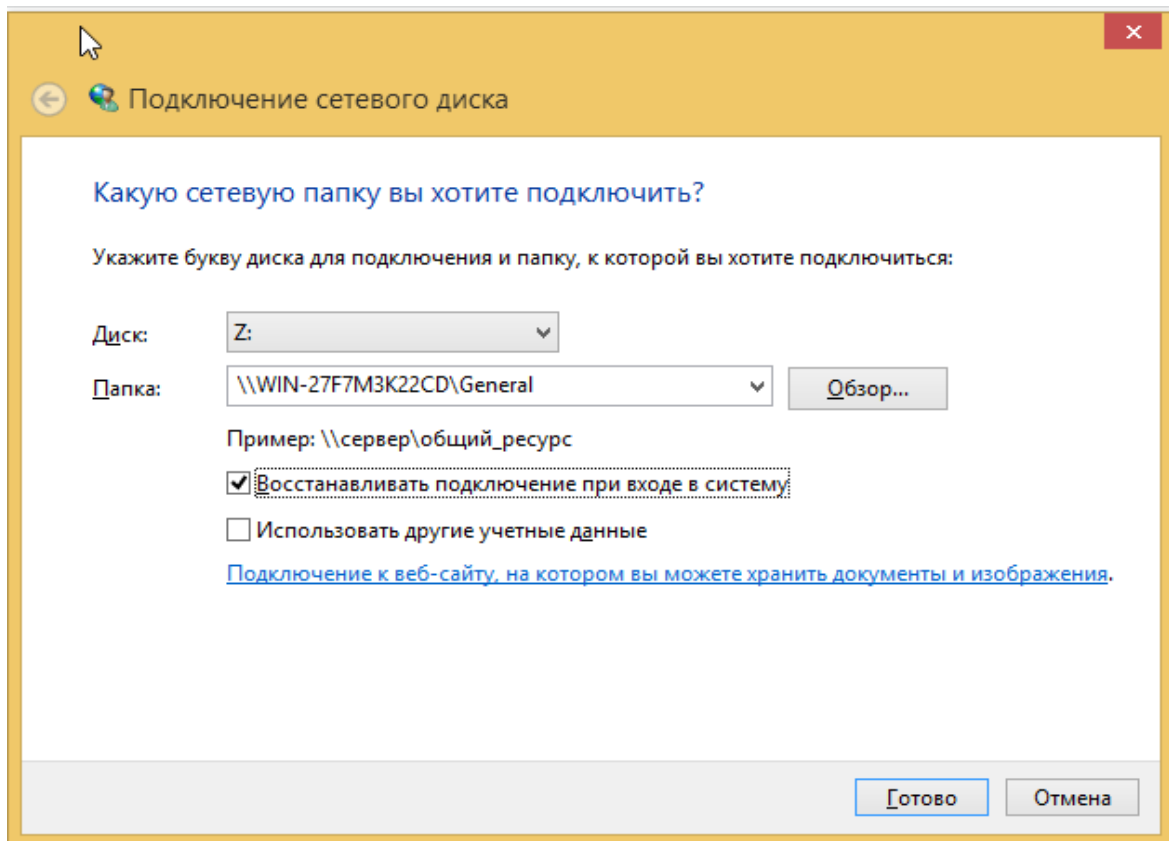 Подключение сетевого диска
Какую сетевую папку вы хотите подключить?
Укажите букву диска для подключения и папку, к которой вы хотите подключиться:
Диск: Z:
Папка: \\WIN-27F7M3K22CD\General Обзор...
Пример: \\сервер\общий_ресурс
Восстанавливать подключение при входе в систему
Использовать другие учетные данные
Подключение к веб-сайту, на котором вы можете хранить документы и изображения.
Готово Отмена